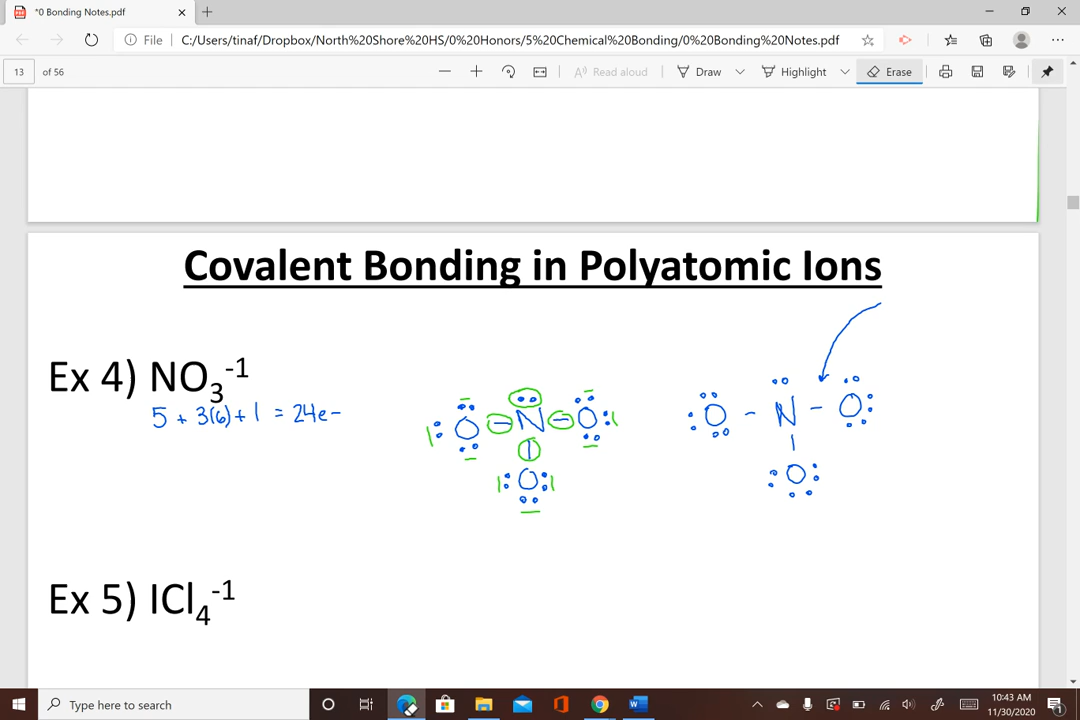 *0 Bonding Notes.pdf
File C:/Users/tinaf/Dropbox/North%20Shore%20HS/0%20Honors/5%20Chemical%20Bonding/0%20Bonding%20Notes.pdf
13 of 56 Read aloud Draw Highlight Erase
Covalent Bonding in Polyatomic Ions
Ex 4) NO₃⁻¹
5 + 3(6) + 1 = 24e-
O - N - O
O
O - N - O
O
Ex 5) ICl₄⁻¹
Type here to search
10:43 AM
11/30/2020